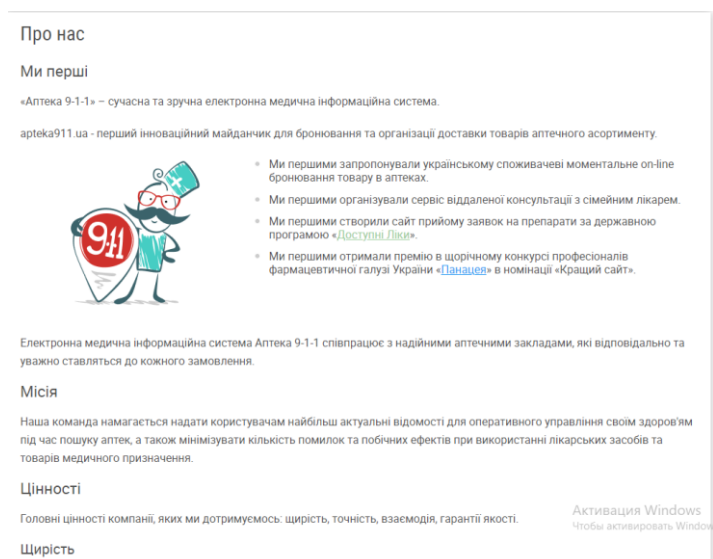 Про нас
Ми перші
«Аптека 9-1-1» – сучасна та зручна електронна медична інформаційна система.
apteka911.ua - перший інноваційний майданчик для бронювання та організації доставки товарів аптечного асортименту.
Ми першими запропонували українському споживачеві моментальне on-line
бронювання товару в аптеках.
Ми першими організували сервіс віддаленої консультації з сімейним лікарем.
Ми першими створили сайт прийому заявок на препарати за державною
програмою «Доступні Ліки».
Ми першими отримали премію в щорічному конкурсі професіоналів
фармацевтичної галузі України «Панацея» в номінації «Кращий сайт».
911
Електронна медична інформаційна система Аптека 9-1-1 співпрацює з надійними аптечними закладами, які відповідально та
уважно ставляться до кожного замовлення.
Місія
Наша команда намагається надати користувачам найбільш актуальні відомості для оперативного управління своїм здоров'ям
під час пошуку аптек, а також мінімізувати кількість помилок та побічних ефектів при використанні лікарських засобів та
товарів медичного призначення.
Цінності
Головні цінності компанії, яких ми дотримуємось: щирість, точність, взаємодія, гарантії якості.
Активация Windows
Чтобы активировать Window
Щирість